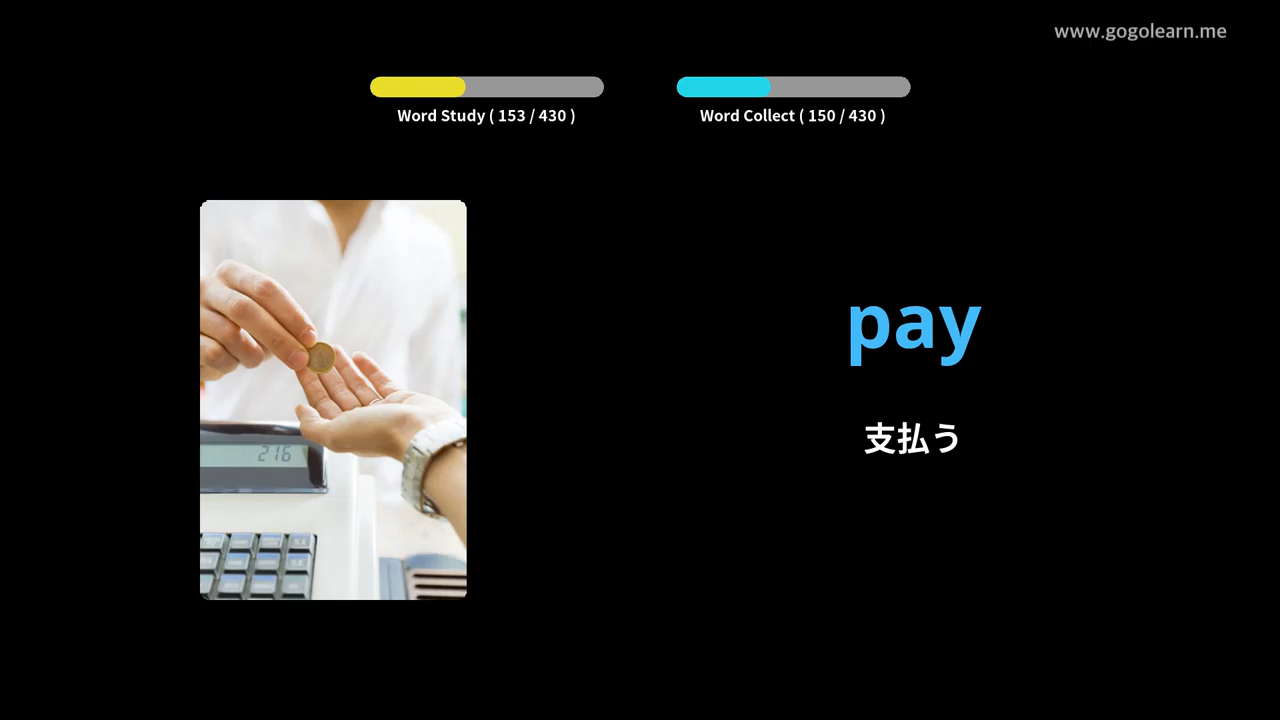 www.gogolearn.me
Word Study ( 153 / 430 )
Word Collect ( 150 / 430 )
216
pay
支払う